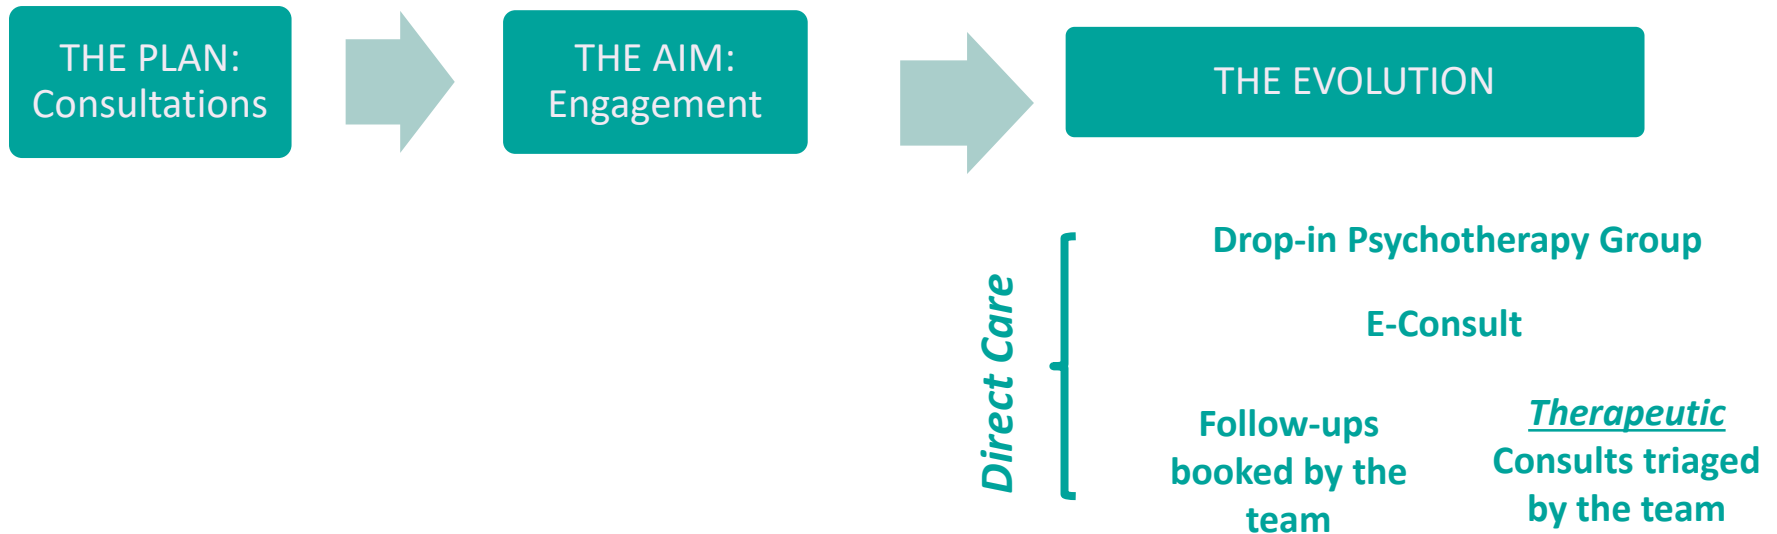 THE PLAN:
Consultations
THE AIM:
Engagement
THE EVOLUTION
Direct Care
Drop-in Psychotherapy Group
E-Consult
Follow-ups
booked by the
team
Therapeutic
Consults triaged
by the team